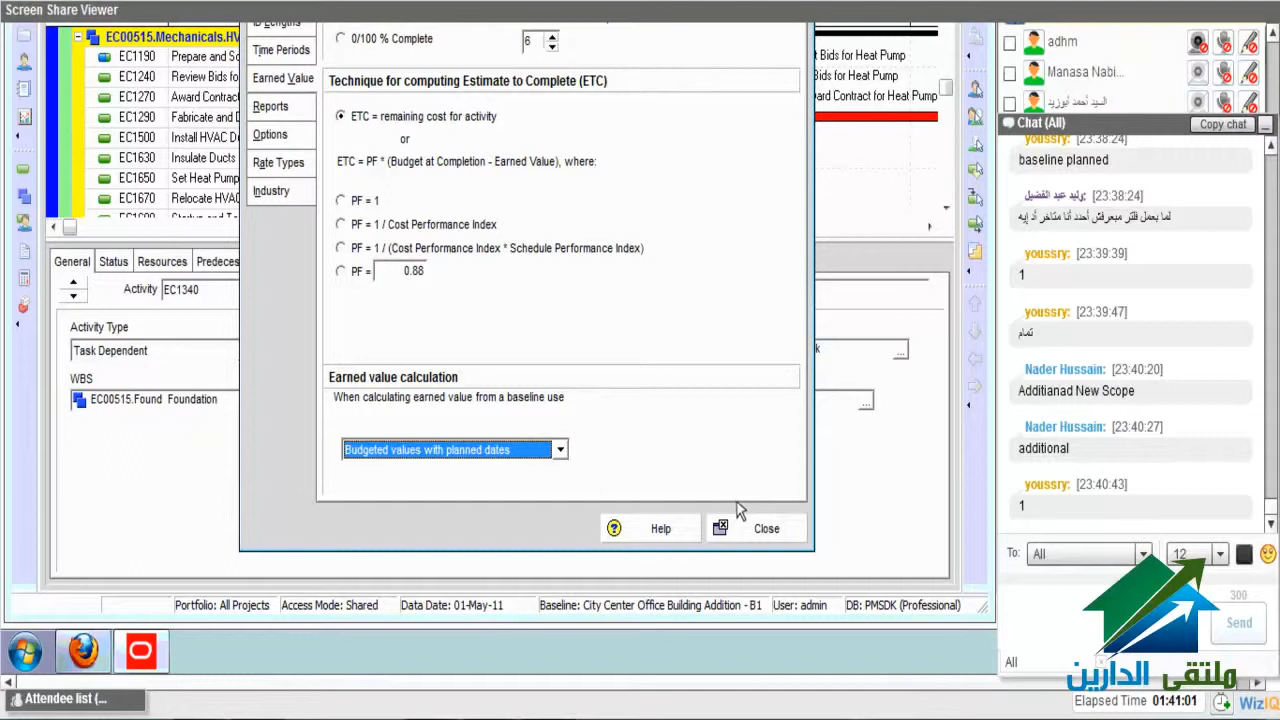 Screen Share Viewer
EC00515.Mechanicals.HV
EC1190 Prepare and So
EC1240 Review Bids fo
EC1270 Award Contrac
EC1290 Fabricate and D
EC1500 Install HVAC Du
EC1630 Insulate Ducts
EC1650 Set Heat Pump
EC1670 Relocate HVAC
ID Lengths
Time Periods
Earned Value
Reports
Options
Rate Types
Industry
0/100 % Complete
6
Technique for computing Estimate to Complete (ETC)
ETC = remaining cost for activity
or
ETC = PF * (Budget at Completion - Earned Value), where:
PF = 1
PF = 1 / Cost Performance Index
PF = 1 / (Cost Performance Index * Schedule Performance Index)
PF = 0.88
Earned value calculation
When calculating earned value from a baseline use
Budgeted values with planned dates
Help Close
t Bids for Heat Pump
Bids for Heat Pump
ard Contract for Heat Pump
General Status Resources Predeces
Activity EC1340
Activity Type
Task Dependent
k
...
WBS
EC00515.Found Foundation
...
Portfolio: All Projects Access Mode: Shared Data Date: 01-May-11 Baseline: City Center Office Building Addition - B1 User: admin DB: PMSDK (Professional)
Attendee list (...
adhm
Manasa Nabi...
السيد أحمد أبوزيد
Chat (All) Copy chat
youssry: [23:38:24]
baseline planned
وليد عبد الفضيل: [23:38:24]
لما بعمل فلتر مبعرفش أحدد أنا متاخر أد إيه
youssry: [23:39:39]
1
youssry: [23:39:47]
تمام
Nader Hussain: [23:40:20]
Additianad New Scope
Nader Hussain: [23:40:27]
additional
youssry: [23:40:43]
1
To: All 12
300
Send
All
ملتقى الدارين
Elapsed Time 01:41:01
WizIQ